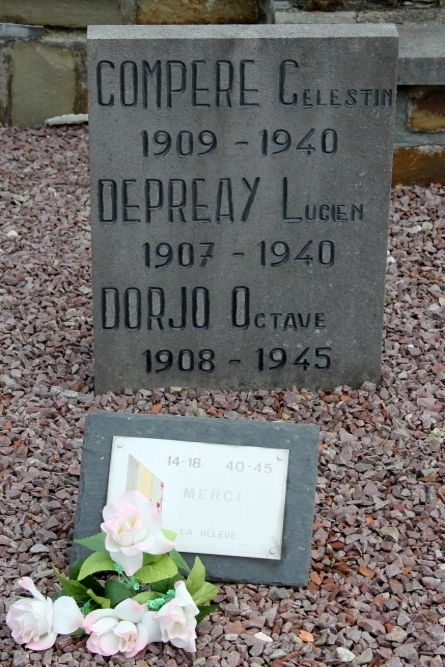 COMPERE CELESTIN
1909 - 1940
DEPREAY LUCIEN
1907 - 1940
DORJO OCTAVE
1908 - 1945
14-18 40-45
MERCI
LA RELEVE